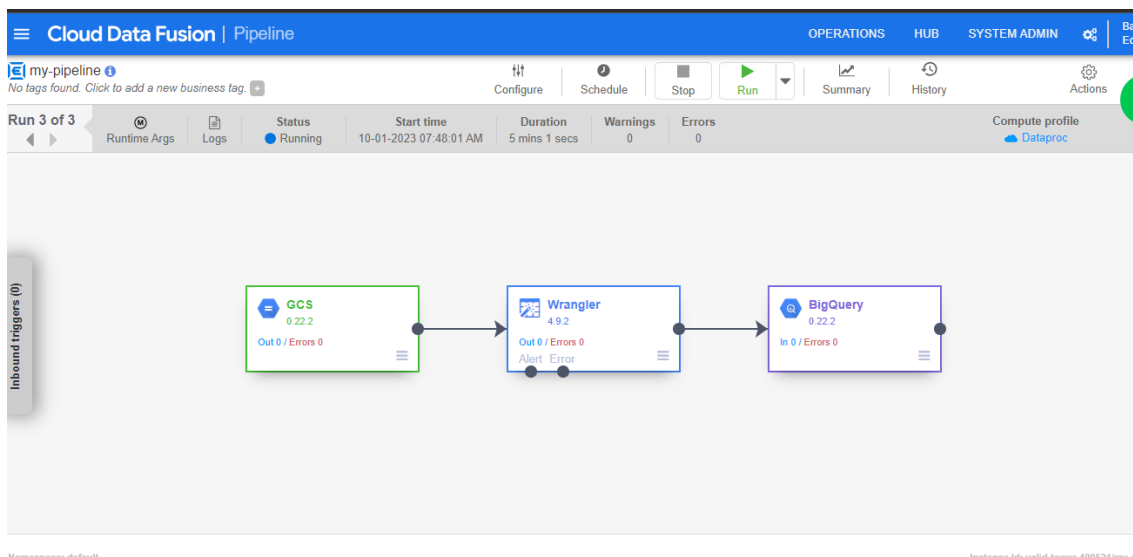 Cloud Data Fusion | Pipeline
OPERATIONS
HUB
SYSTEM ADMIN
my-pipeline
No tags found. Click to add a new business tag.
Configure
Schedule
Stop
Run
Summary
History
Actions
Run 3 of 3
Runtime Args
Logs
Status
Running
Start time
10-01-2023 07:48:01 AM
Duration
5 mins 1 secs
Warnings
0
Errors
0
Compute profile
Dataproc
Inbound triggers (0)
GCS
0.22.2
Out 0 / Errors 0
Wrangler
4.9.2
Out 0 / Errors 0
Alert Error
BigQuery
0.22.2
In 0 / Errors 0